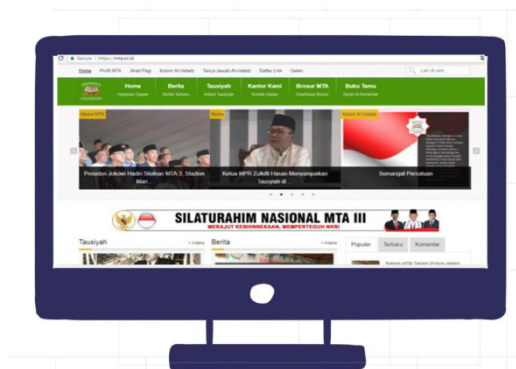 Secure https://mta.or.id
Home Profil MTA Jihad Pagi Kolom Al-Ustadz Tanya Jawab Al-Ustadz Daftar Link Galeri
Cari di sini
Home Berita Tausiyah Kantor Kami Brosur MTA Buku Tamu
Halaman Depan Berita Terbaru Artikel Tausiyah Kontak Kajian Download Brosur Saran & Komentar
Berita MTA Berita Kolom Al Ustadz
Presiden Jokowi Hadiri Silatnas MTA 3, Stadion Man... Ketua MPR Zulkifli Hasan Menyampaikan Tausiyah di... Semangat Persatuan
SILATURAHIM NASIONAL MTA III
MERAJUT KEBHINNEKAAN, MEMPERTEGUH NKRI
Tausiyah + Indeks Berita + Indeks Populer Terbaru Komentar